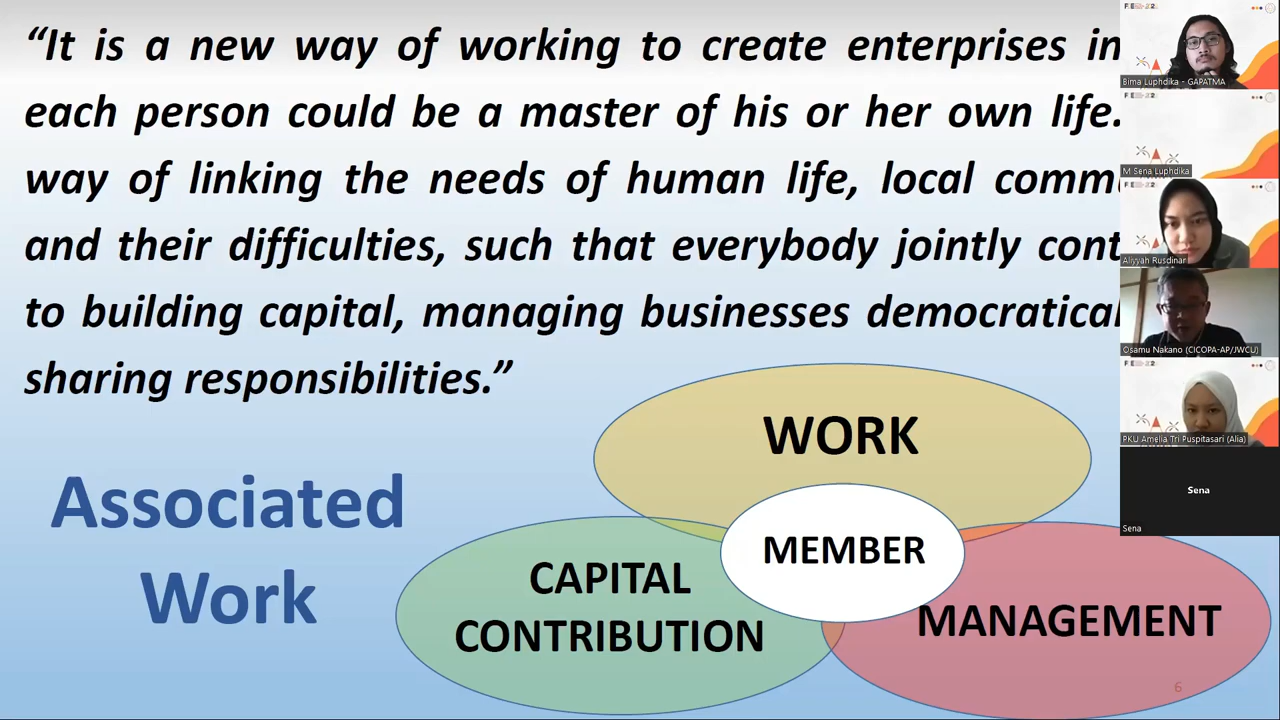 “It is a new way of working to create enterprises in
each person could be a master of his or her own life.
way of linking the needs of human life, local comm
and their difficulties, such that everybody jointly cont
to building capital, managing businesses democratical
sharing responsibilities.”
Associated
Work
WORK
MEMBER
CAPITAL
CONTRIBUTION
MANAGEMENT
6
Bima Luphdika - GAPATMA
M Sena Luphdika
Aliyyah Rusdinar
Osamu Nakano (CICOPA-AP/JWCU)
PKU Amelia Tri Puspitasari (Alia)
Sena
Sena